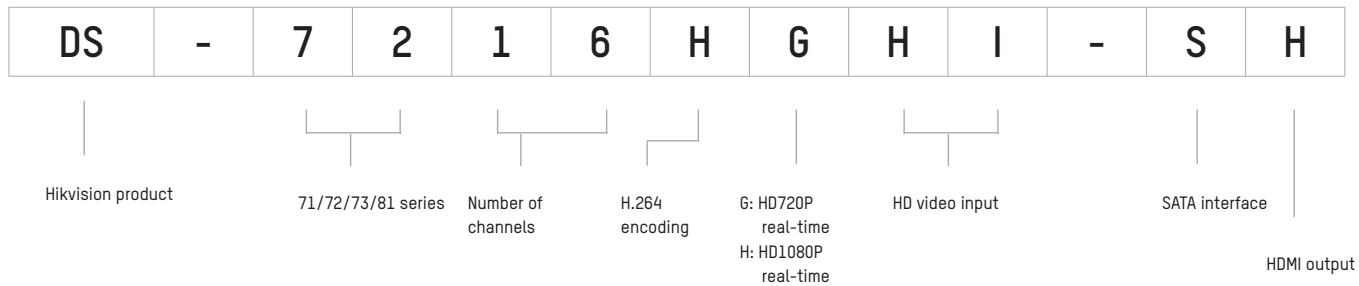 DS - 7 2 1 6 H G H I - S H
Hikvision product
71/72/73/81 series
Number of
channels
H.264
encoding
G: HD720P
real-time
H: HD1080P
real-time
HD video input
SATA interface
HDMI output